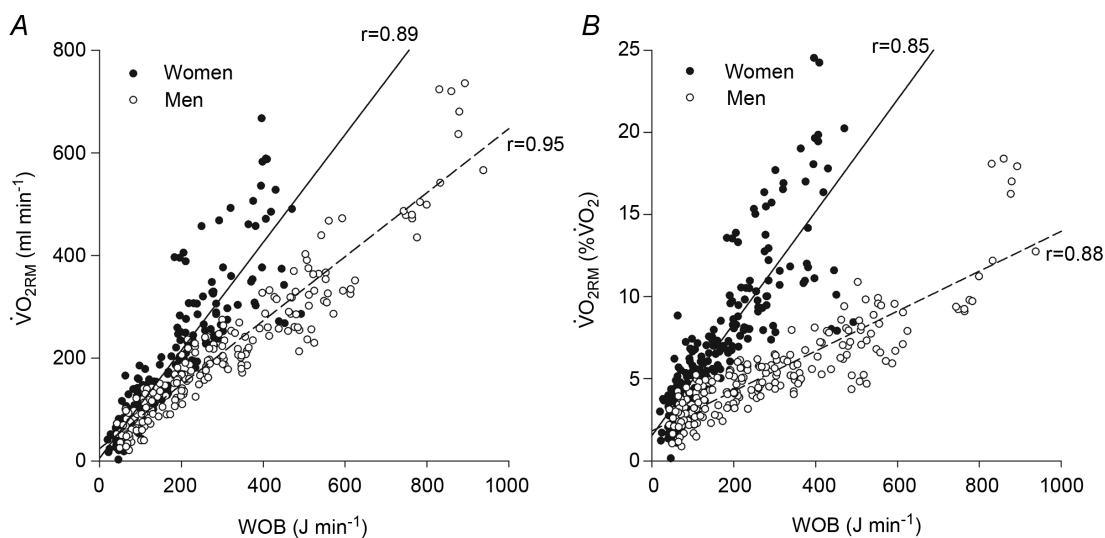 A
r=0.89
800
600
400
200
0
V̇O2RM (ml min-1)
Women
Men
r=0.95
0 200 400 600 800 1000
WOB (J min-1)
B
r=0.85
25
20
15
10
5
0
V̇O2RM (%V̇O2)
Women
Men
r=0.88
0 200 400 600 800 1000
WOB (J min-1)